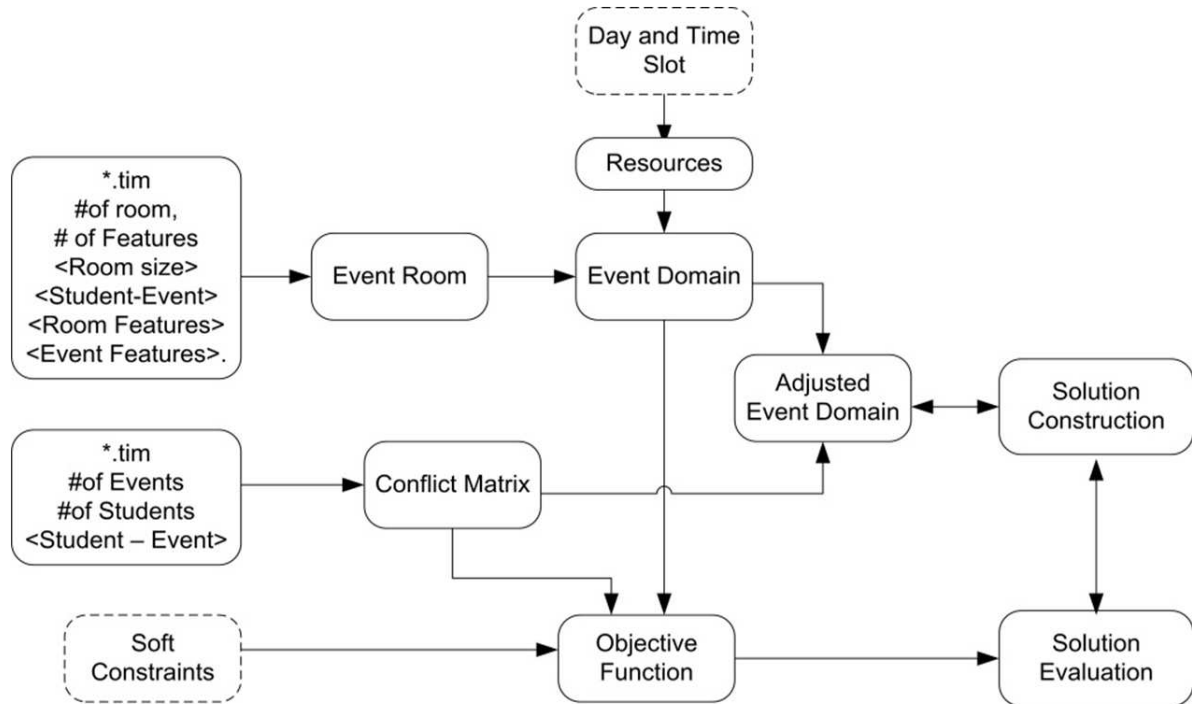 Day and Time
Slot
Resources
*.tim
#of room,
# of Features
<Room size>
<Student-Event>
<Room Features>
<Event Features>.
Event Room
Event Domain
Adjusted
Event Domain
Solution
Construction
*.tim
#of Events
#of Students
<Student – Event>
Conflict Matrix
Soft
Constraints
Objective
Function
Solution
Evaluation